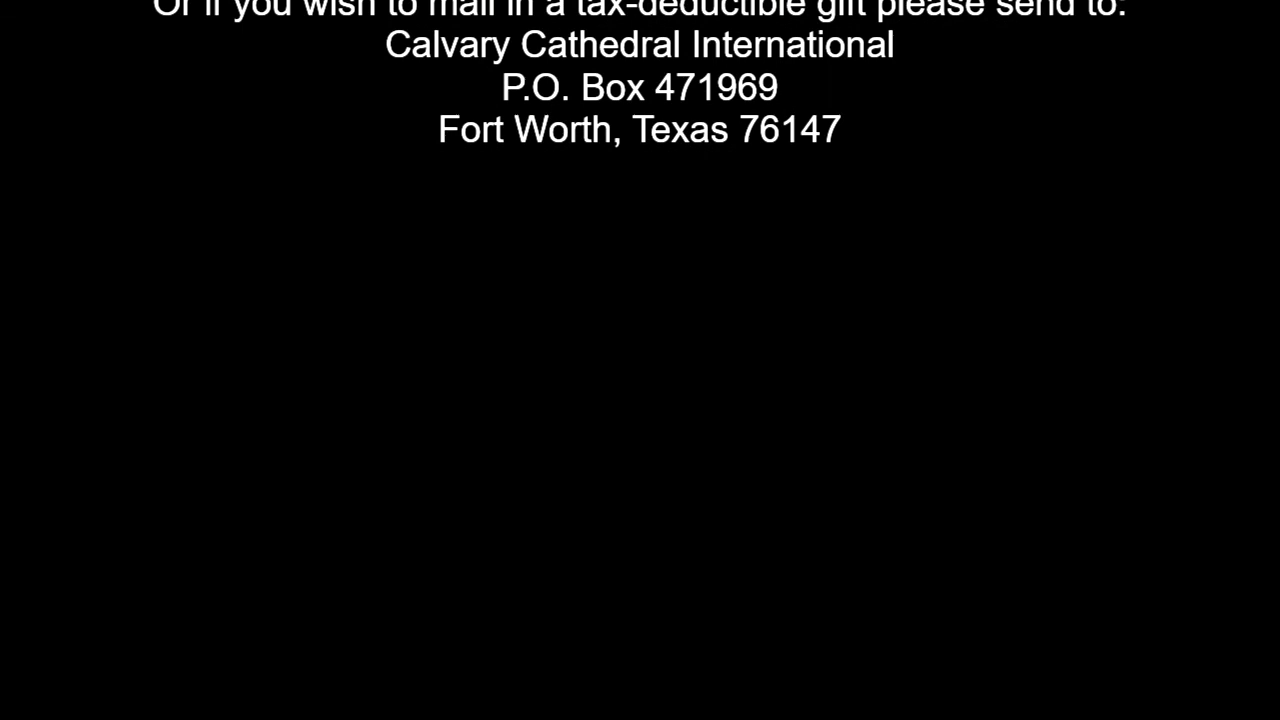 Or if you wish to mail in a tax-deductible gift please send to:
Calvary Cathedral International
P.O. Box 471969
Fort Worth, Texas 76147